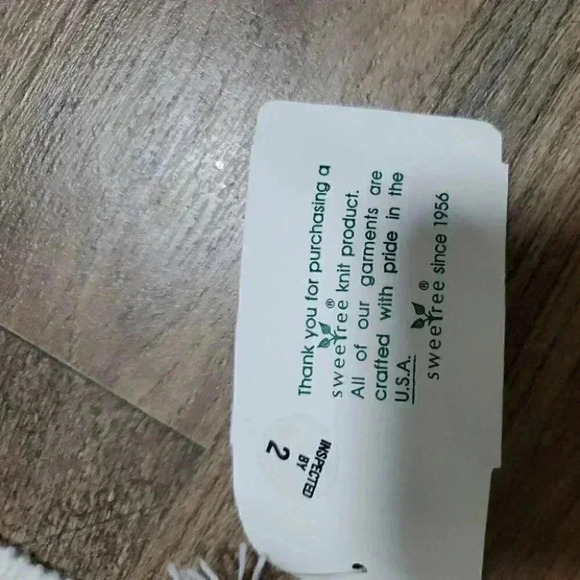 Thank you for purchasing a
sweeTree® knit product.
All of our garments are
crafted with pride in the
U.S.A.
sweeTree® since 1956
INSPECTED
BY
2